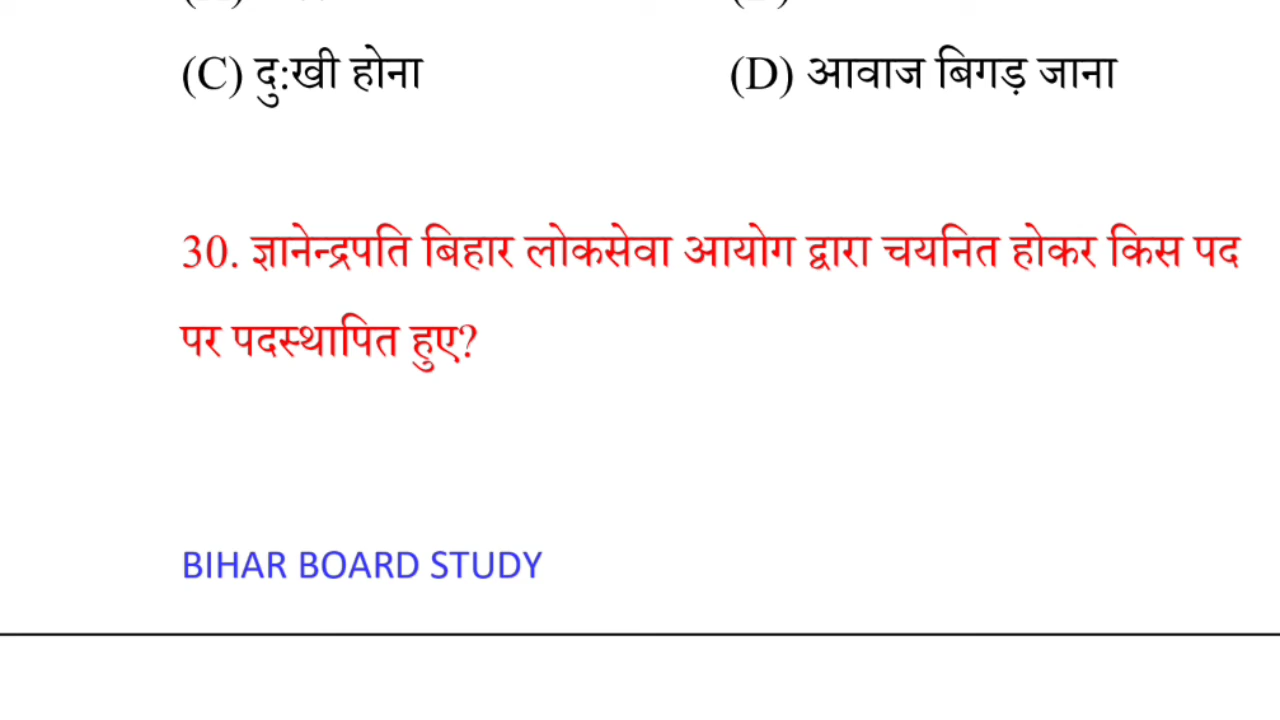 (C) दु:खी होना (D) आवाज बिगड़ जाना
30. ज्ञानेन्द्रपति बिहार लोकसेवा आयोग द्वारा चयनित होकर किस पद
पर पदस्थापित हुए?
BIHAR BOARD STUDY